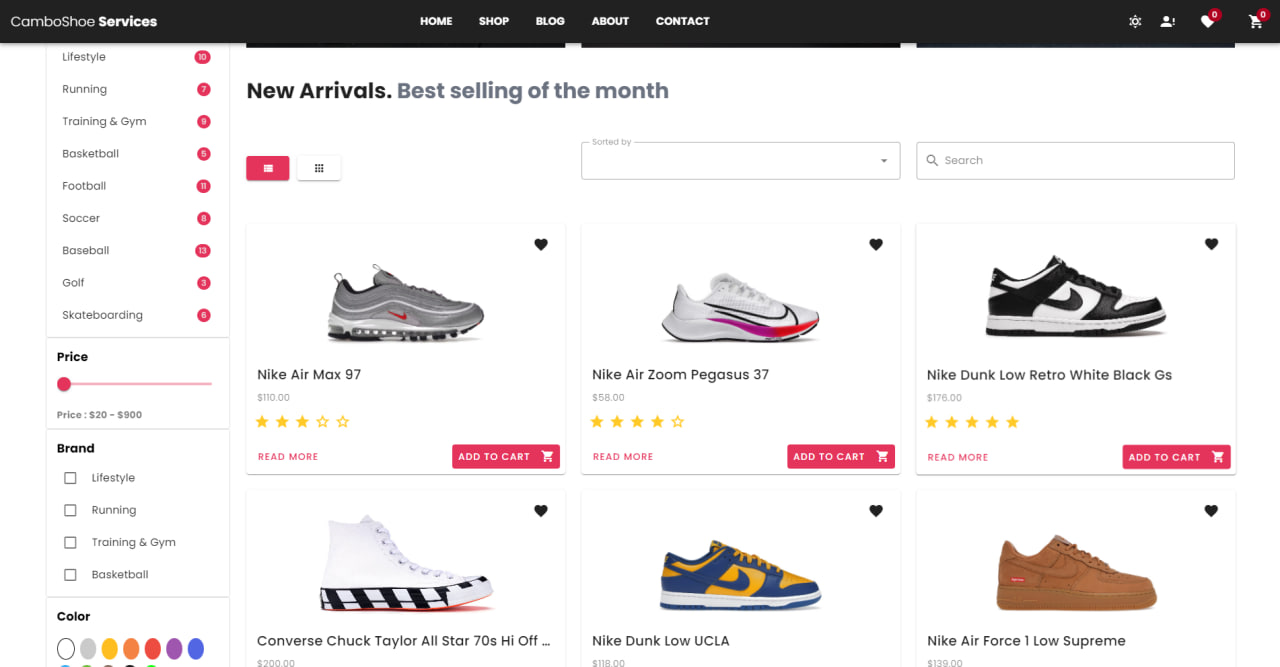 CamboShoe Services
HOME SHOP BLOG ABOUT CONTACT
0 0
Lifestyle 10
Running 7
Training & Gym 9
Basketball 5
Football 11
Soccer 8
Baseball 13
Golf 3
Skateboarding 6
Price
Price : $20 - $900
Brand
Lifestyle
Running
Training & Gym
Basketball
Color
New Arrivals. Best selling of the month
Sorted by
Search
Nike Air Max 97
$110.00
READ MORE ADD TO CART
Nike Air Zoom Pegasus 37
$58.00
READ MORE ADD TO CART
Nike Dunk Low Retro White Black Gs
$176.00
READ MORE ADD TO CART
Converse Chuck Taylor All Star 70s Hi Off ...
$200.00
Nike Dunk Low UCLA
$118.00
Supreme
Nike Air Force 1 Low Supreme
$139.00